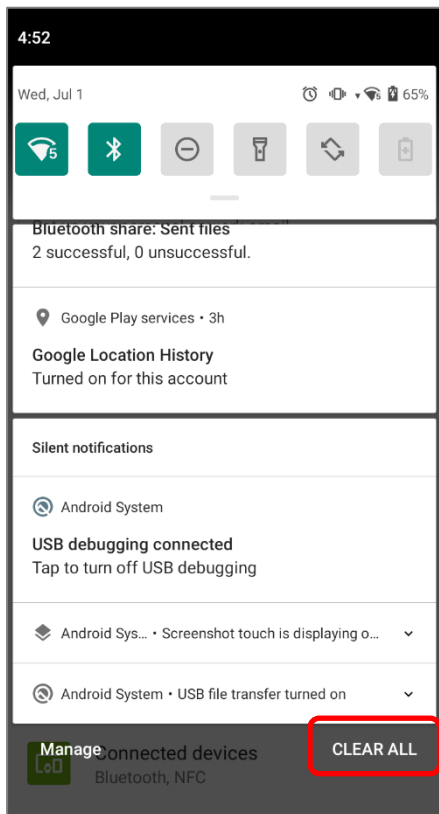 4:52
Wed, Jul 1 5 65%
5
Bluetooth share: Sent files
2 successful, 0 unsuccessful.
Google Play services • 3h
Google Location History
Turned on for this account
Silent notifications
Android System
USB debugging connected
Tap to turn off USB debugging
Android Sys... • Screenshot touch is displaying o...
Android System • USB file transfer turned on
Manage CLEAR ALL
Connected devices
Bluetooth, NFC